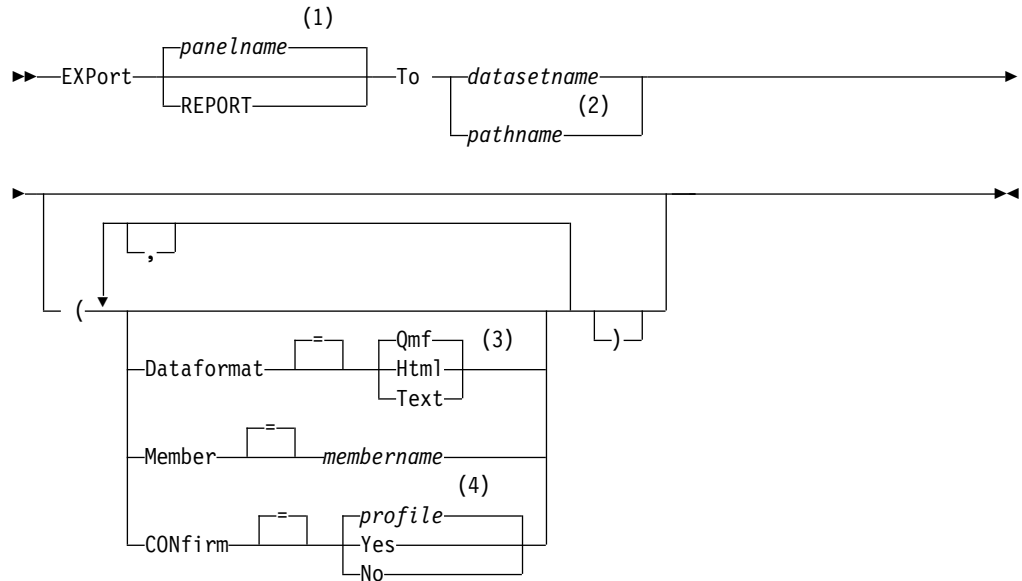 (1)
panelname
EXPort
To
datasetname
REPORT
(2)
pathname
,
(
)
=
Qmf
(3)
Dataformat
Html
Text
=
Member
membername
(4)
=
profile
CONfirm
Yes
No